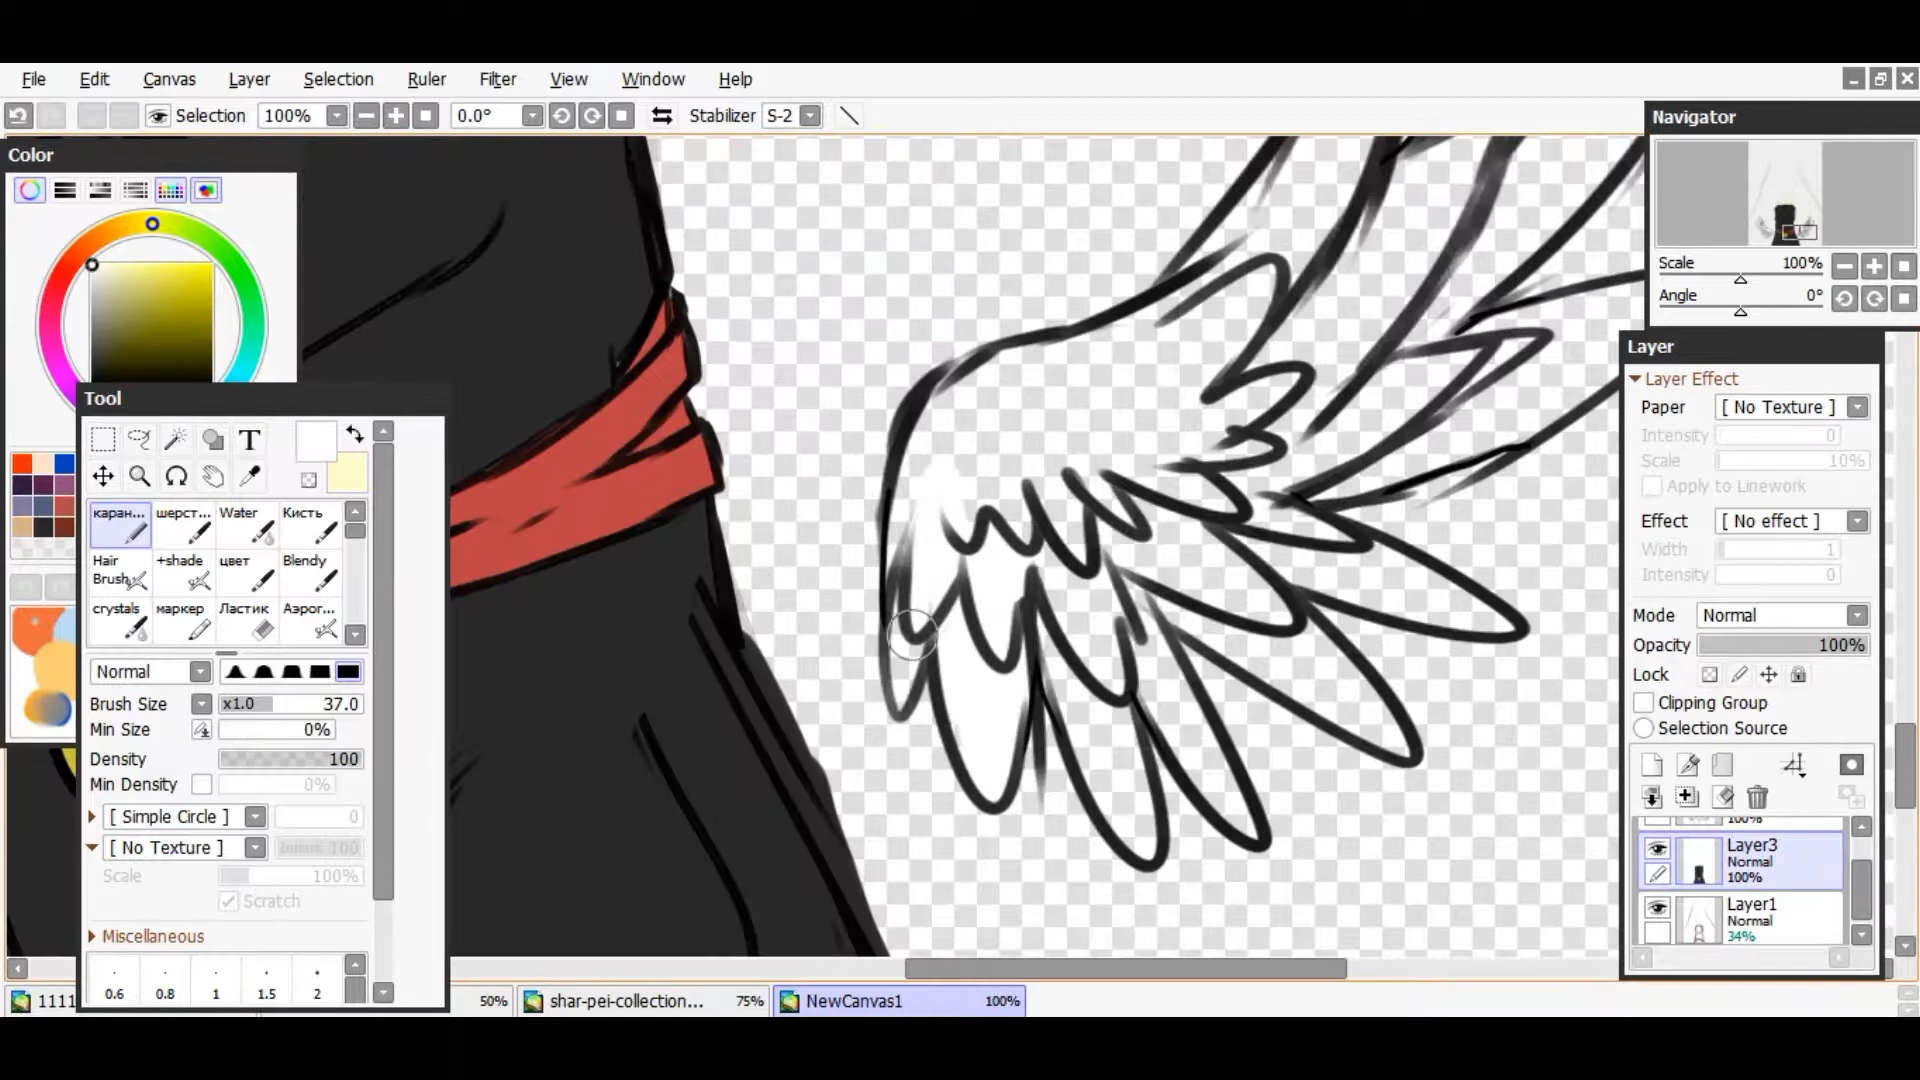 File Edit Canvas Layer Selection Ruler Filter View Window Help
Selection 100% 0.0° Stabilizer S-2
Color
Tool
T
каран... шерст... Water Кисть
Hair Brush +shade цвет Blendy
crystals маркер Ластик Аэрог...
Normal
Brush Size x1.0 37.0
Min Size 0%
Density 100
Min Density 0%
[ Simple Circle ] 0
[ No Texture ] 100
Scale 100%
Scratch
Miscellaneous
0.6 0.8 1 1.5 2
Navigator
Scale 100%
Angle 0°
Layer
Layer Effect
Paper [ No Texture ]
Intensity 0
Scale 10%
Apply to Linework
Effect [ No effect ]
Width 1
Intensity 0
Mode Normal
Opacity 100%
Lock
Clipping Group
Selection Source
100%
Layer3
Normal
100%
Layer1
Normal
34%
1111 50% shar-pei-collection... 75% NewCanvas1 100%